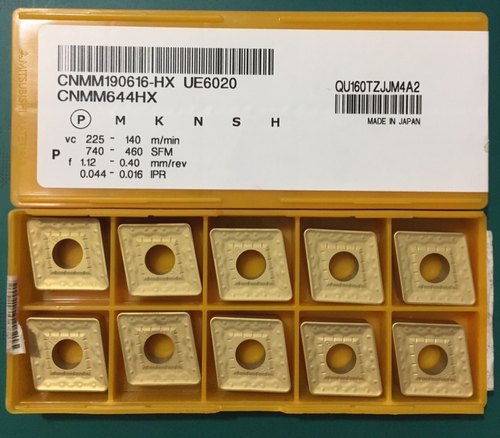 MITSUBISHI
CNMM190616-HX UE6020
CNMM644HX
QU160TZJJM4A2
MADE IN JAPAN
P M K N S H
P
vc 225 - 140 m/min
740 - 460 SFM
f 1.12 - 0.40 mm/rev
0.044 - 0.016 IPR